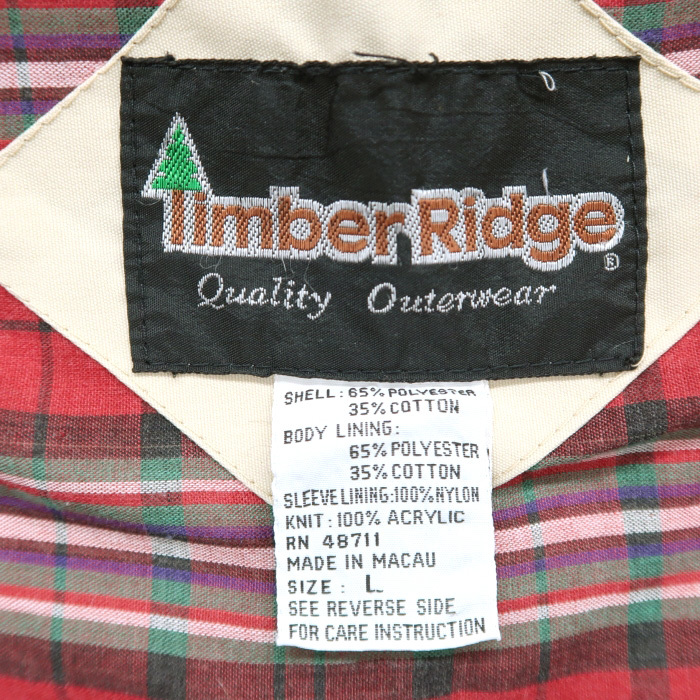 Timber Ridge
®
Quality Outerwear
SHELL: 65% POLYESTER
35% COTTON
BODY LINING:
65% POLYESTER
35% COTTON
SLEEVE LINING: 100% NYLON
KNIT: 100% ACRYLIC
RN 48711
MADE IN MACAU
SIZE: L
SEE REVERSE SIDE
FOR CARE INSTRUCTION